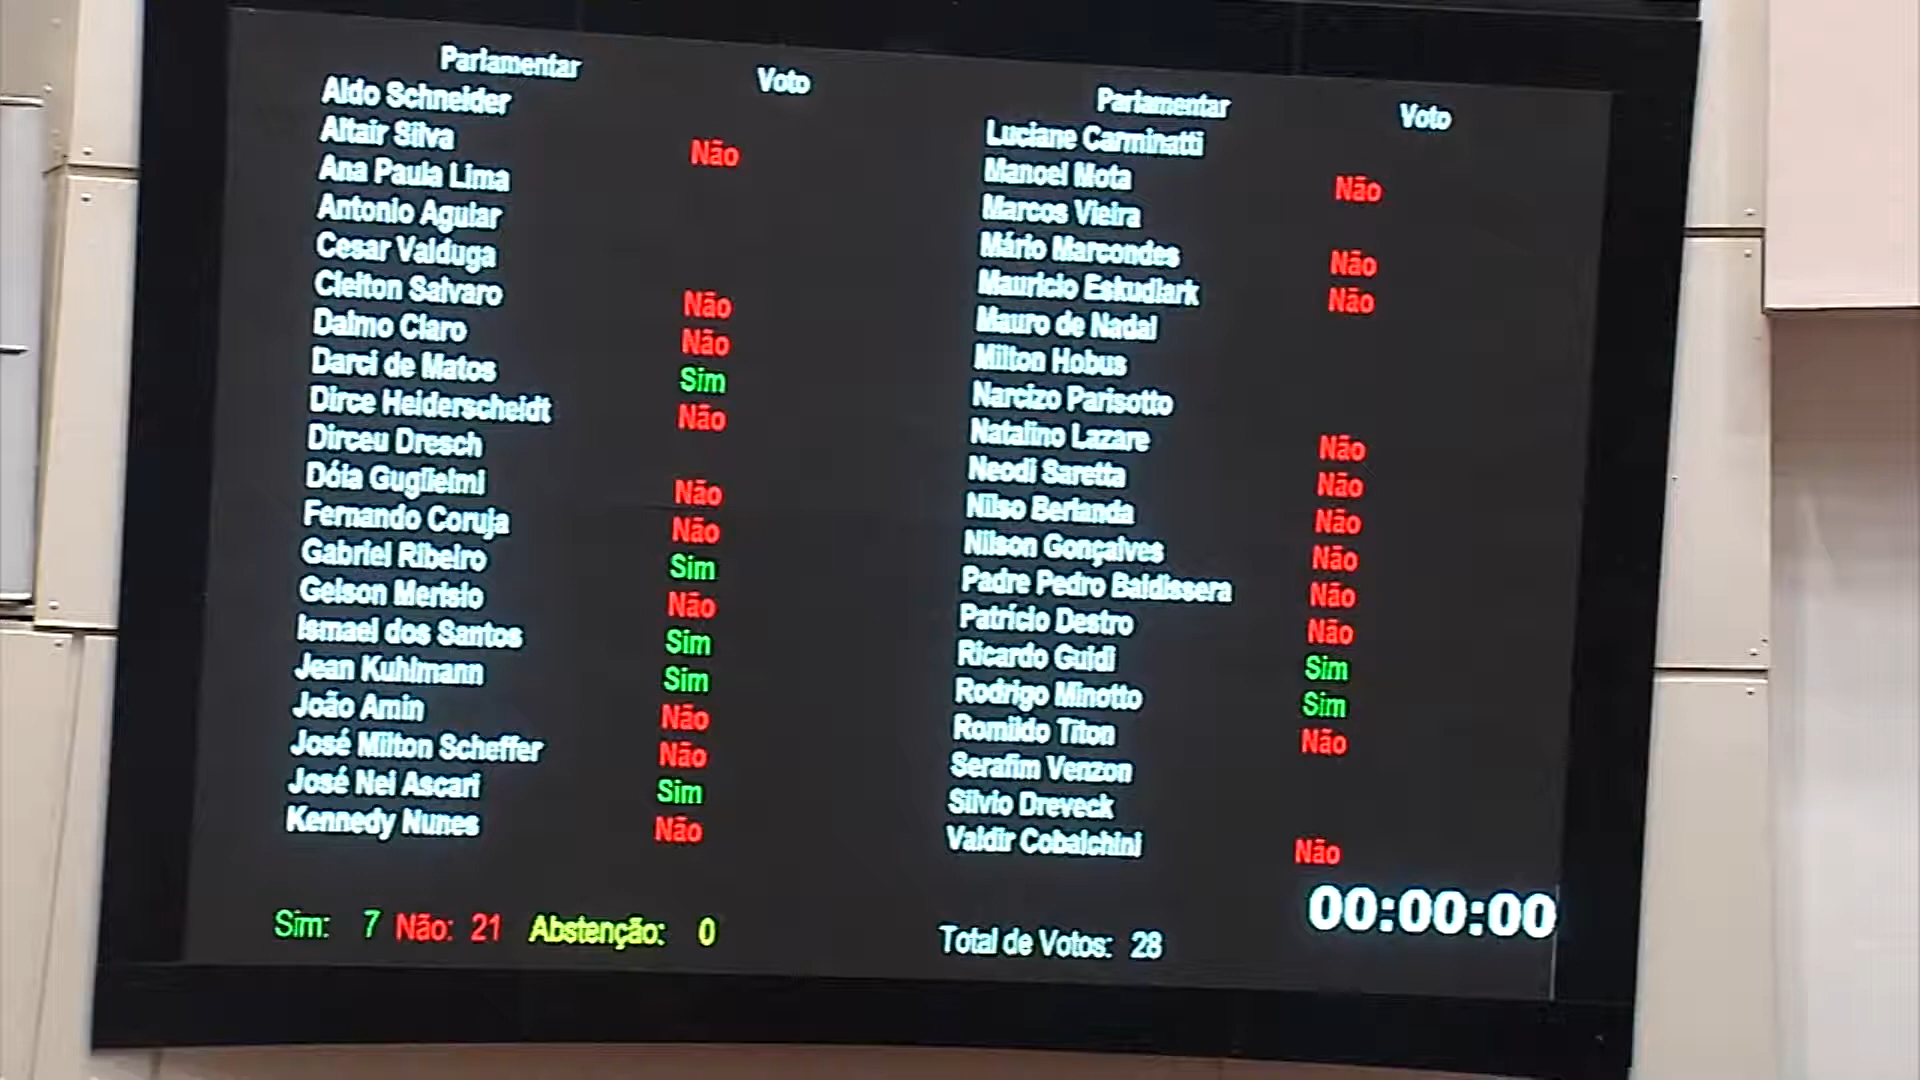 Parlamentar Voto
Aldo Schneider
Altair Silva Não
Ana Paula Lima
Antonio Aguiar
Cesar Valduga
Cleiton Salvaro Não
Dalmo Claro Não
Darci de Matos Sim
Dirce Heiderscheidt Não
Dirceu Dresch
Dóia Guglielmi Não
Fernando Coruja Não
Gabriel Ribeiro Sim
Gelson Merisio Não
Ismael dos Santos Sim
Jean Kuhlmann Sim
João Amin Não
José Milton Scheffer Não
José Nei Ascari Sim
Kennedy Nunes Não
Sim: 7 Não: 21 Abstenção: 0
Parlamentar Voto
Luciane Carminatti
Manoel Mota Não
Marcos Vieira
Mário Marcondes Não
Mauricio Eskudlark Não
Mauro de Nadal
Milton Hobus
Narcizo Parisotto
Natalino Lazare Não
Neodi Saretta Não
Nilso Berlanda Não
Nilson Gonçalves Não
Padre Pedro Baldissera Não
Patrício Destro Não
Ricardo Guidi Sim
Rodrigo Minotto Sim
Romildo Titon Não
Serafim Venzon
Silvio Dreveck
Valdir Cobalchini Não
00:00:00
Total de Votos: 28